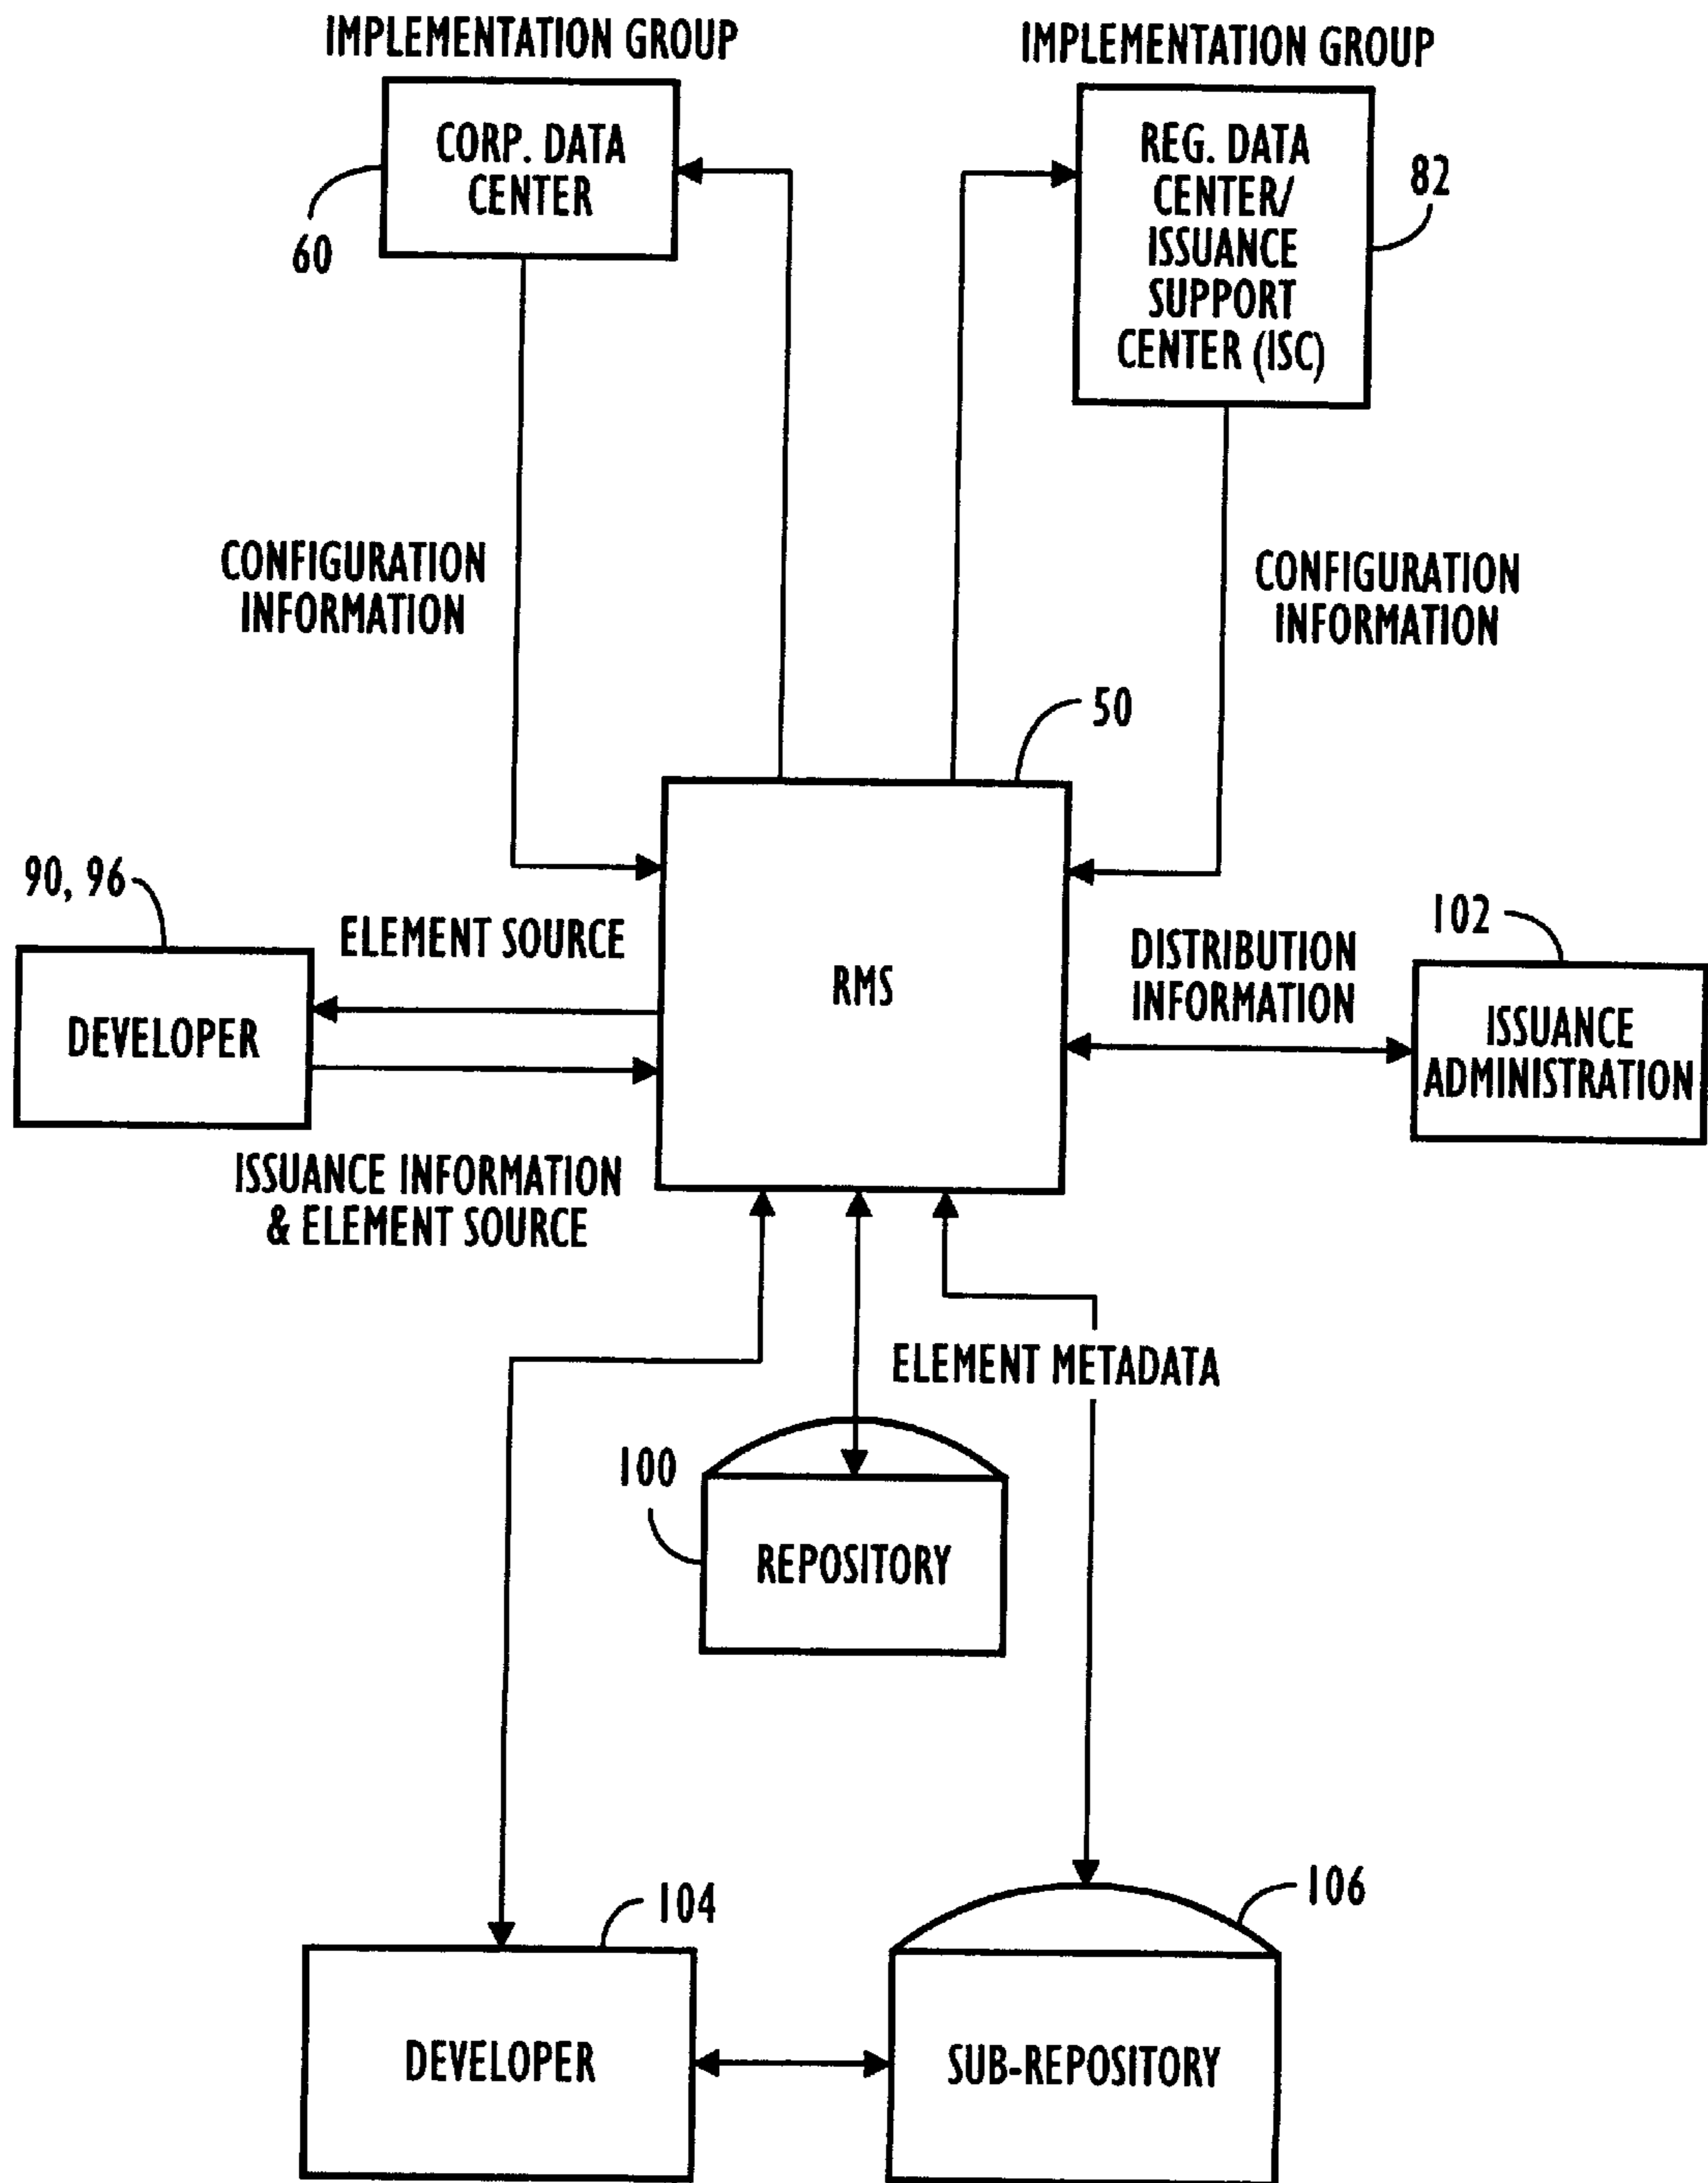 IMPLEMENTATION GROUP
CORP. DATA
CENTER
60
IMPLEMENTATION GROUP
REG. DATA
CENTER/
ISSUANCE
SUPPORT
CENTER (ISC)
82
CONFIGURATION
INFORMATION
CONFIGURATION
INFORMATION
50
RMS
90, 96
DEVELOPER
ELEMENT SOURCE
ISSUANCE INFORMATION
& ELEMENT SOURCE
DISTRIBUTION
INFORMATION
102
ISSUANCE
ADMINISTRATION
ELEMENT METADATA
100
REPOSITORY
104
DEVELOPER
106
SUB-REPOSITORY